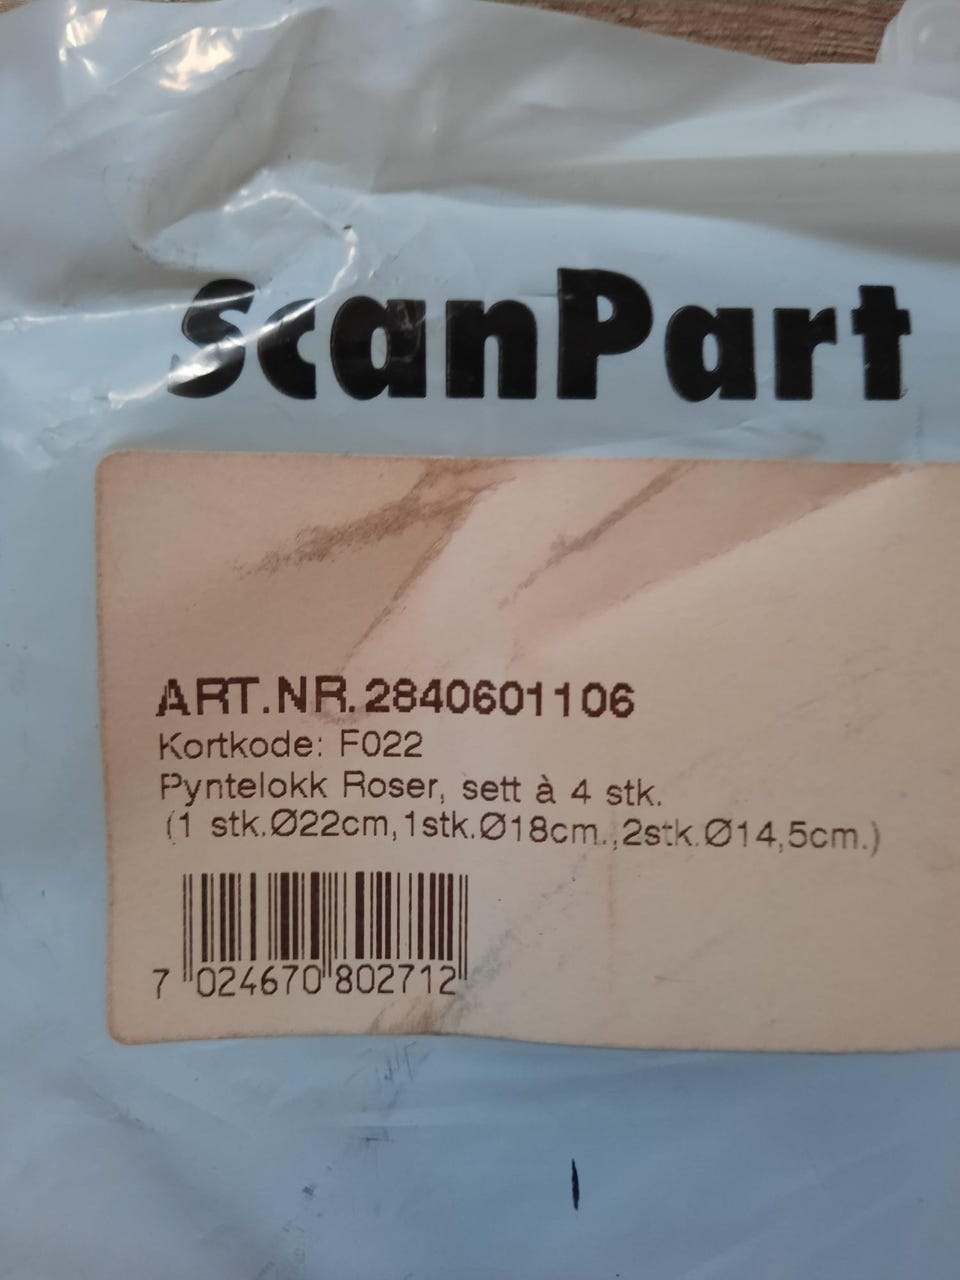 ScanPart
ART.NR.2840601106
Kortkode: F022
Pyntelokk Roser, sett à 4 stk.
(1 stk.Ø22cm,1stk.Ø18cm.,2stk.Ø14,5cm.)
7 024670 802712